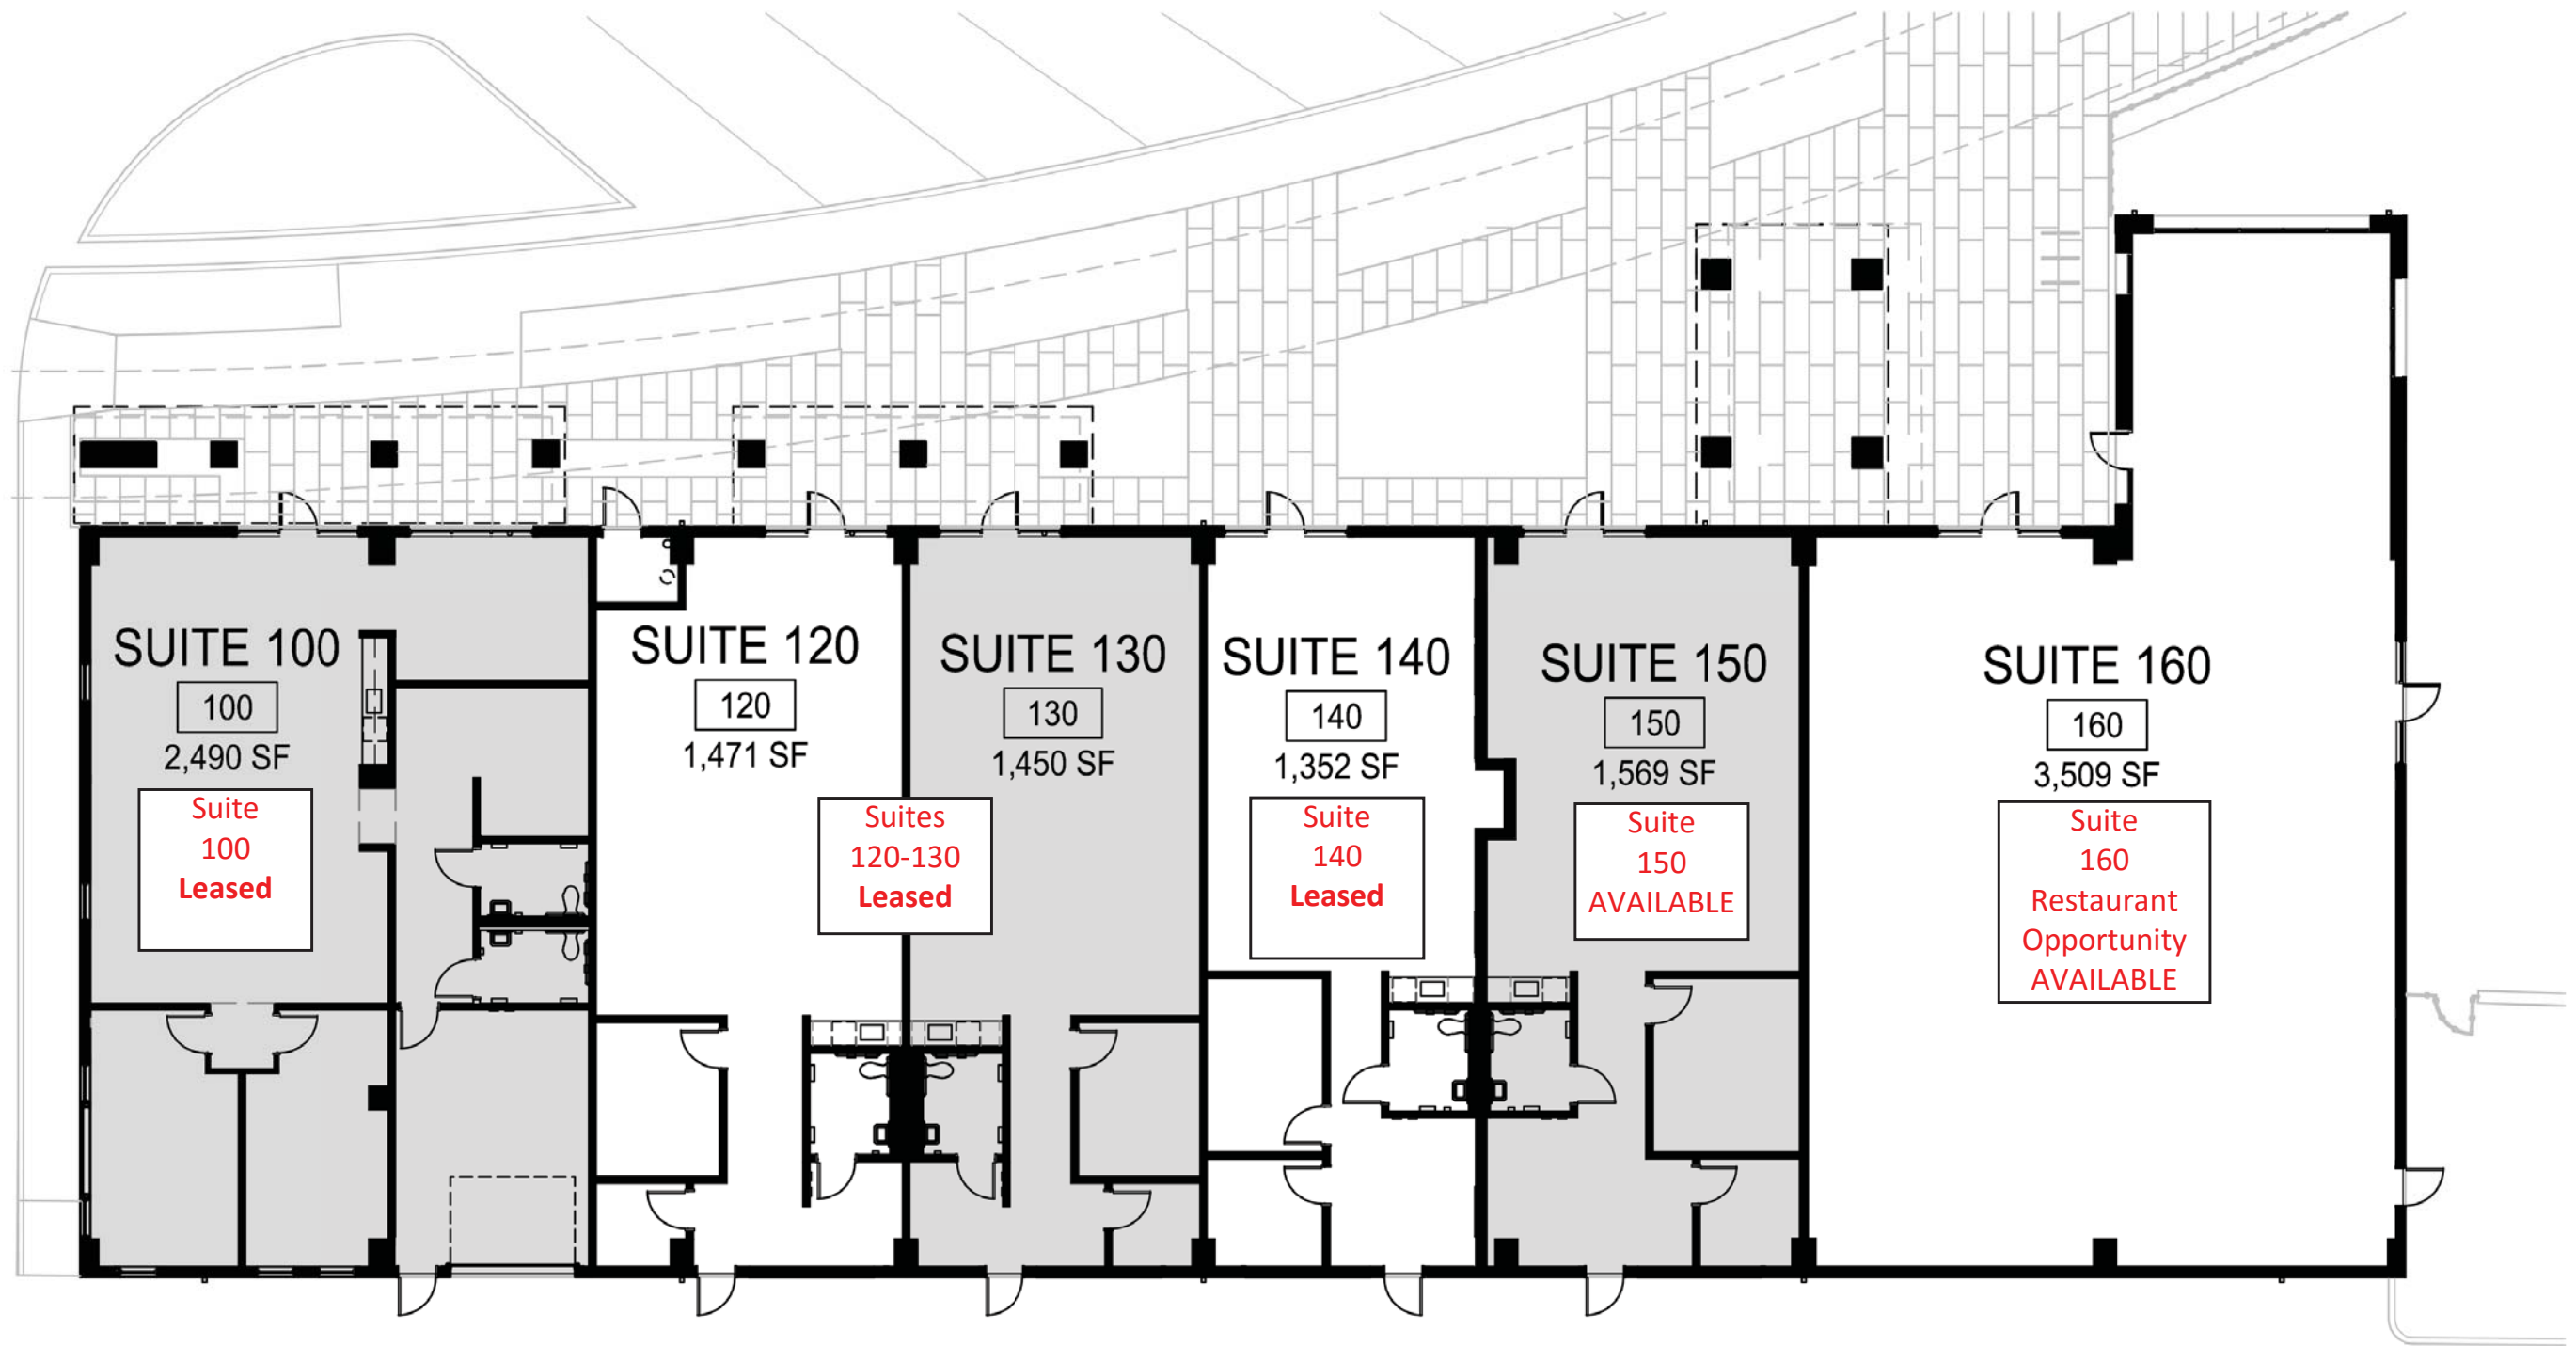 SUITE 100
100
2,490 SF
Suite
100
Leased
SUITE 120
120
1,471 SF
Suites
120-130
Leased
SUITE 130
130
1,450 SF
SUITE 140
140
1,352 SF
Suite
140
Leased
SUITE 150
150
1,569 SF
Suite
150
AVAILABLE
SUITE 160
160
3,509 SF
Suite
160
Restaurant
Opportunity
AVAILABLE